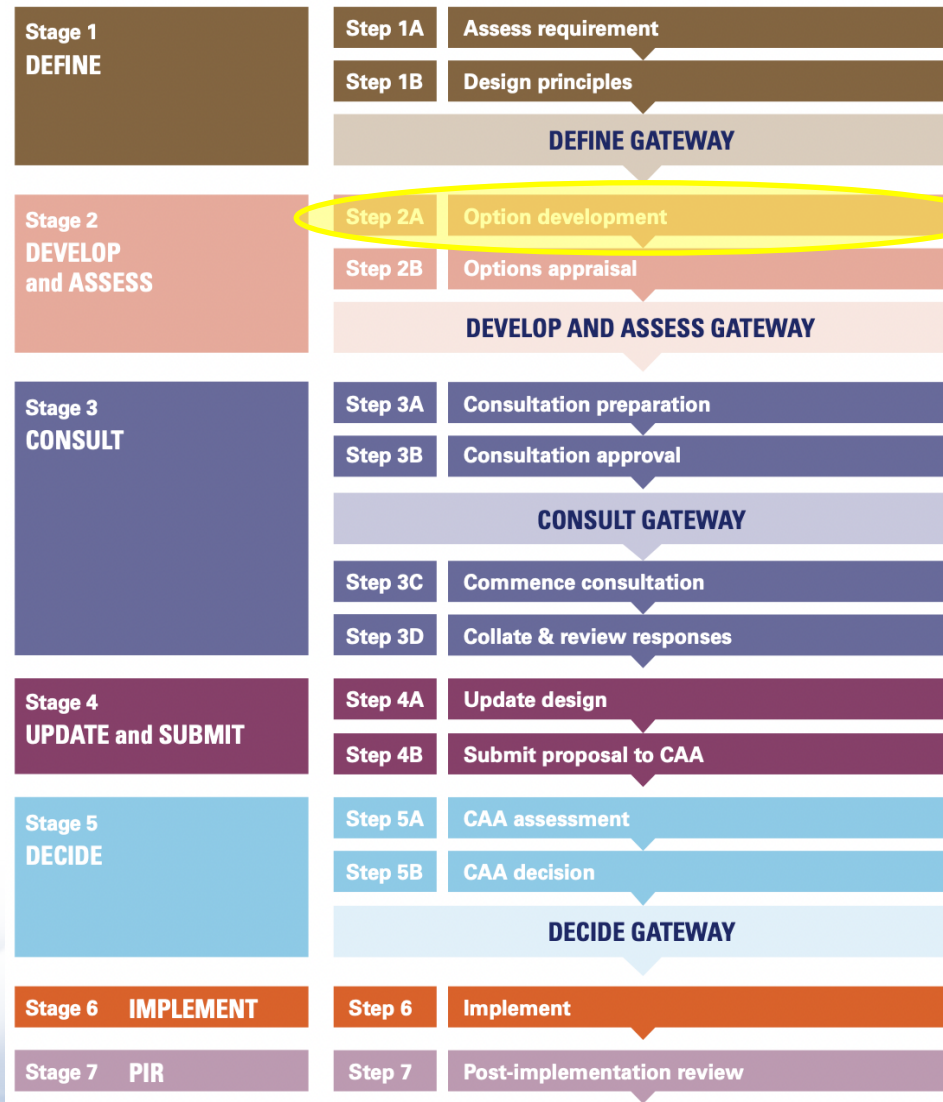 Stage 1
DEFINE
Step 1A Assess requirement
Step 1B Design principles
DEFINE GATEWAY
Stage 2
DEVELOP
and ASSESS
Step 2A Option development
Step 2B Options appraisal
DEVELOP AND ASSESS GATEWAY
Stage 3
CONSULT
Step 3A Consultation preparation
Step 3B Consultation approval
CONSULT GATEWAY
Step 3C Commence consultation
Step 3D Collate & review responses
Stage 4
UPDATE and SUBMIT
Step 4A Update design
Step 4B Submit proposal to CAA
Stage 5
DECIDE
Step 5A CAA assessment
Step 5B CAA decision
DECIDE GATEWAY
Stage 6 IMPLEMENT
Step 6 Implement
Stage 7 PIR
Step 7 Post-implementation review